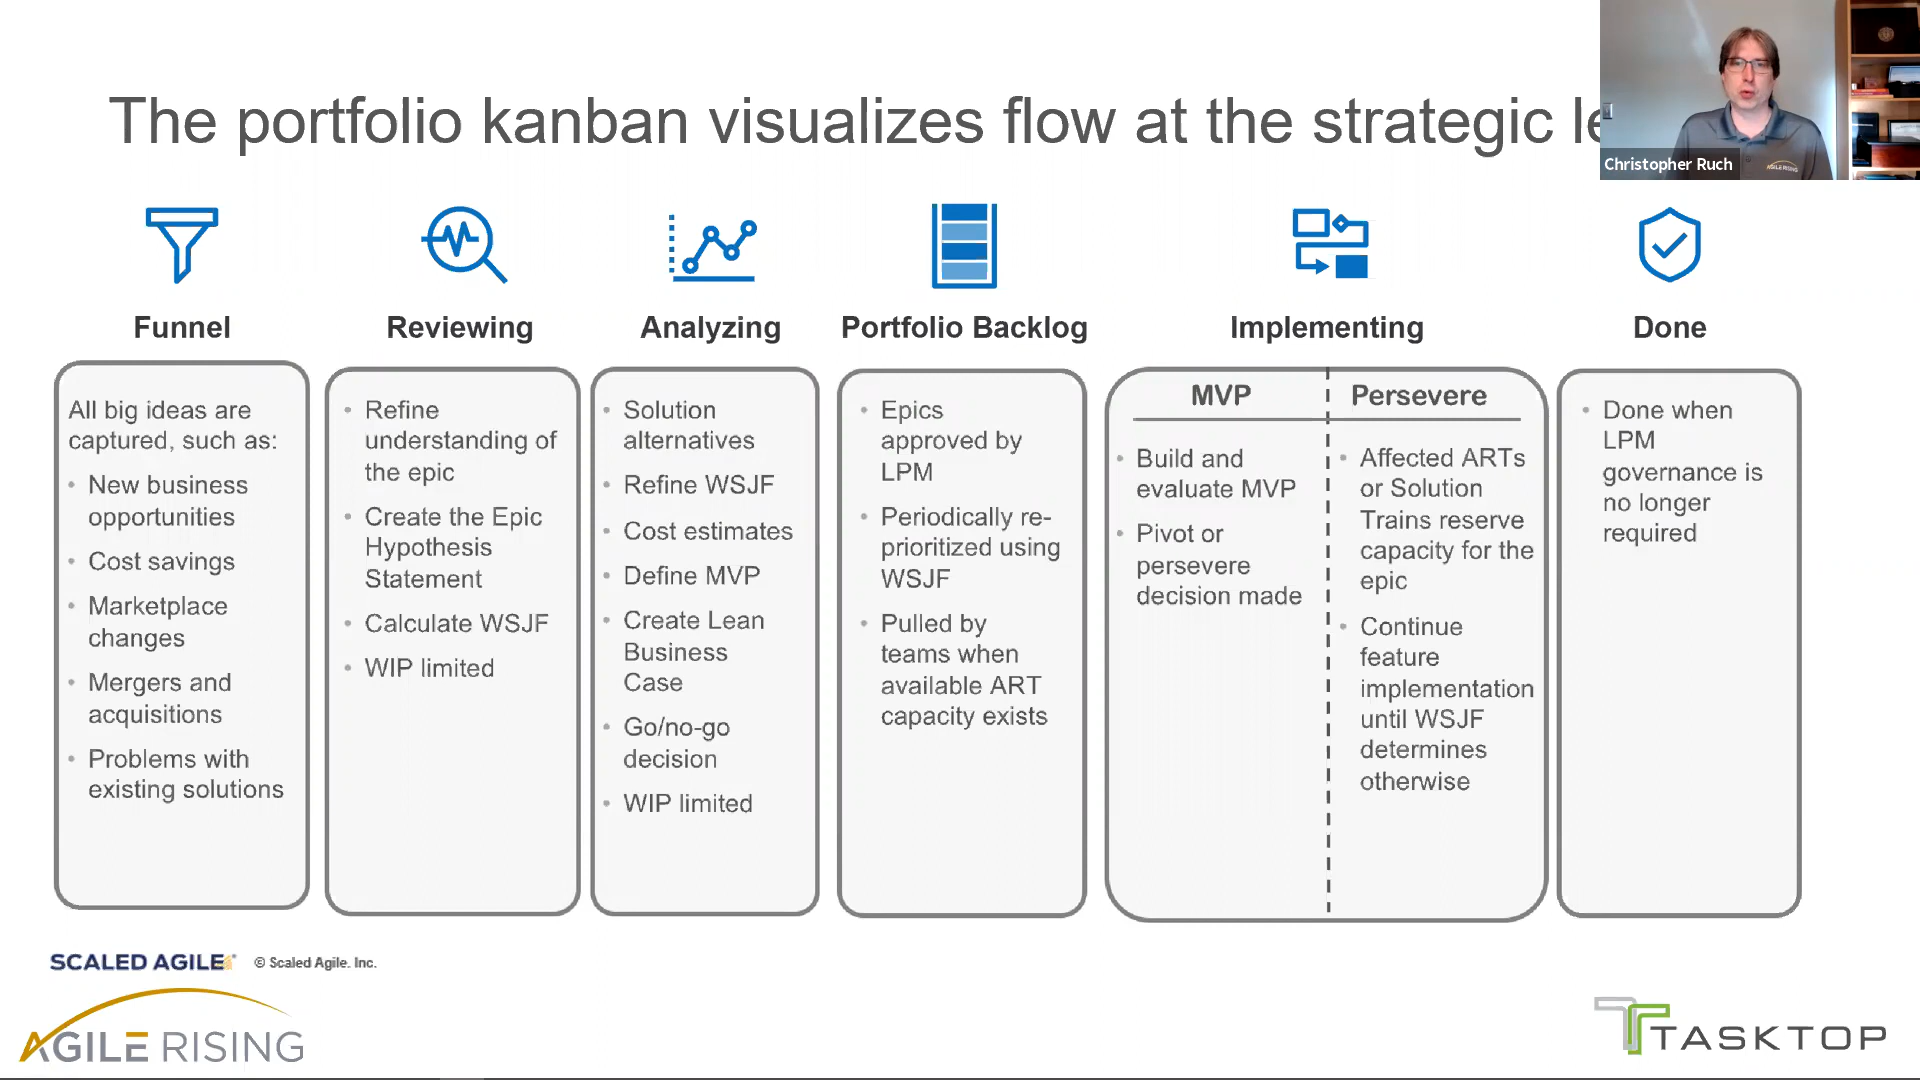 The portfolio kanban visualizes flow at the strategic
Christopher Ruch
AGILE RISING
Funnel
Reviewing
Analyzing
Portfolio Backlog
Implementing
Done
All big ideas are
captured, such as:
• New business
opportunities
• Cost savings
• Marketplace
changes
• Mergers and
acquisitions
• Problems with
existing solutions
• Refine
understanding of
the epic
• Create the Epic
Hypothesis
Statement
• Calculate WSJF
• WIP limited
• Solution
alternatives
• Refine WSJF
• Cost estimates
• Define MVP
• Create Lean
Business
Case
• Go/no-go
decision
• WIP limited
• Epics
approved by
LPM
• Periodically re-
prioritized using
WSJF
• Pulled by
teams when
available ART
capacity exists
MVP
• Build and
evaluate MVP
• Pivot or
persevere
decision made
Persevere
• Affected ARTs
or Solution
Trains reserve
capacity for the
epic
• Continue
feature
implementation
until WSJF
determines
otherwise
• Done when
LPM
governance is
no longer
required
SCALED AGILE
© Scaled Agile. Inc.
AGILE RISING
TASKTOP